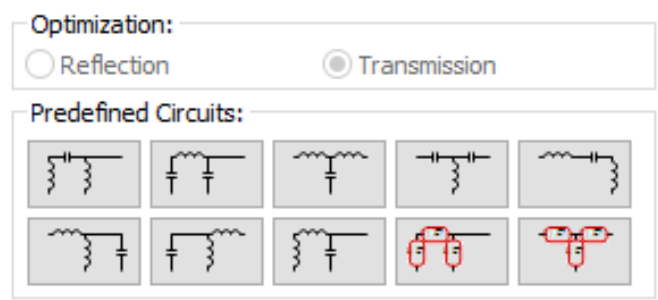 Optimization:
Reflection Transmission
Predefined Circuits: